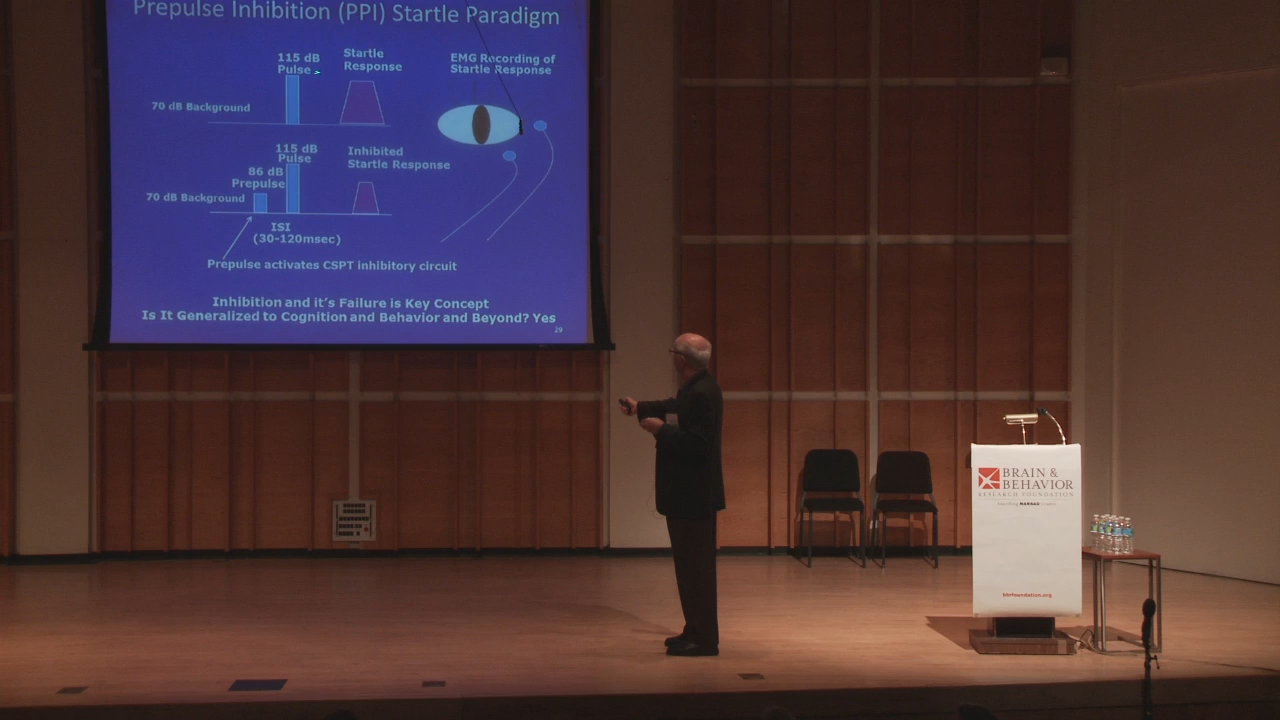 Prepulse Inhibition (PPI) Startle Paradigm
115 dB
Pulse
Startle
Response
EMG Recording of
Startle Response
70 dB Background
115 dB
Pulse
Inhibited
Startle Response
86 dB
Prepulse
70 dB Background
ISI
(30-120msec)
Prepulse activates CSPT inhibitory circuit
Inhibition and it's Failure is Key Concept
Is It Generalized to Cognition and Behavior and Beyond? Yes
29
BRAIN &
BEHAVIOR
RESEARCH FOUNDATION
NARSAD
bbrfoundation.org